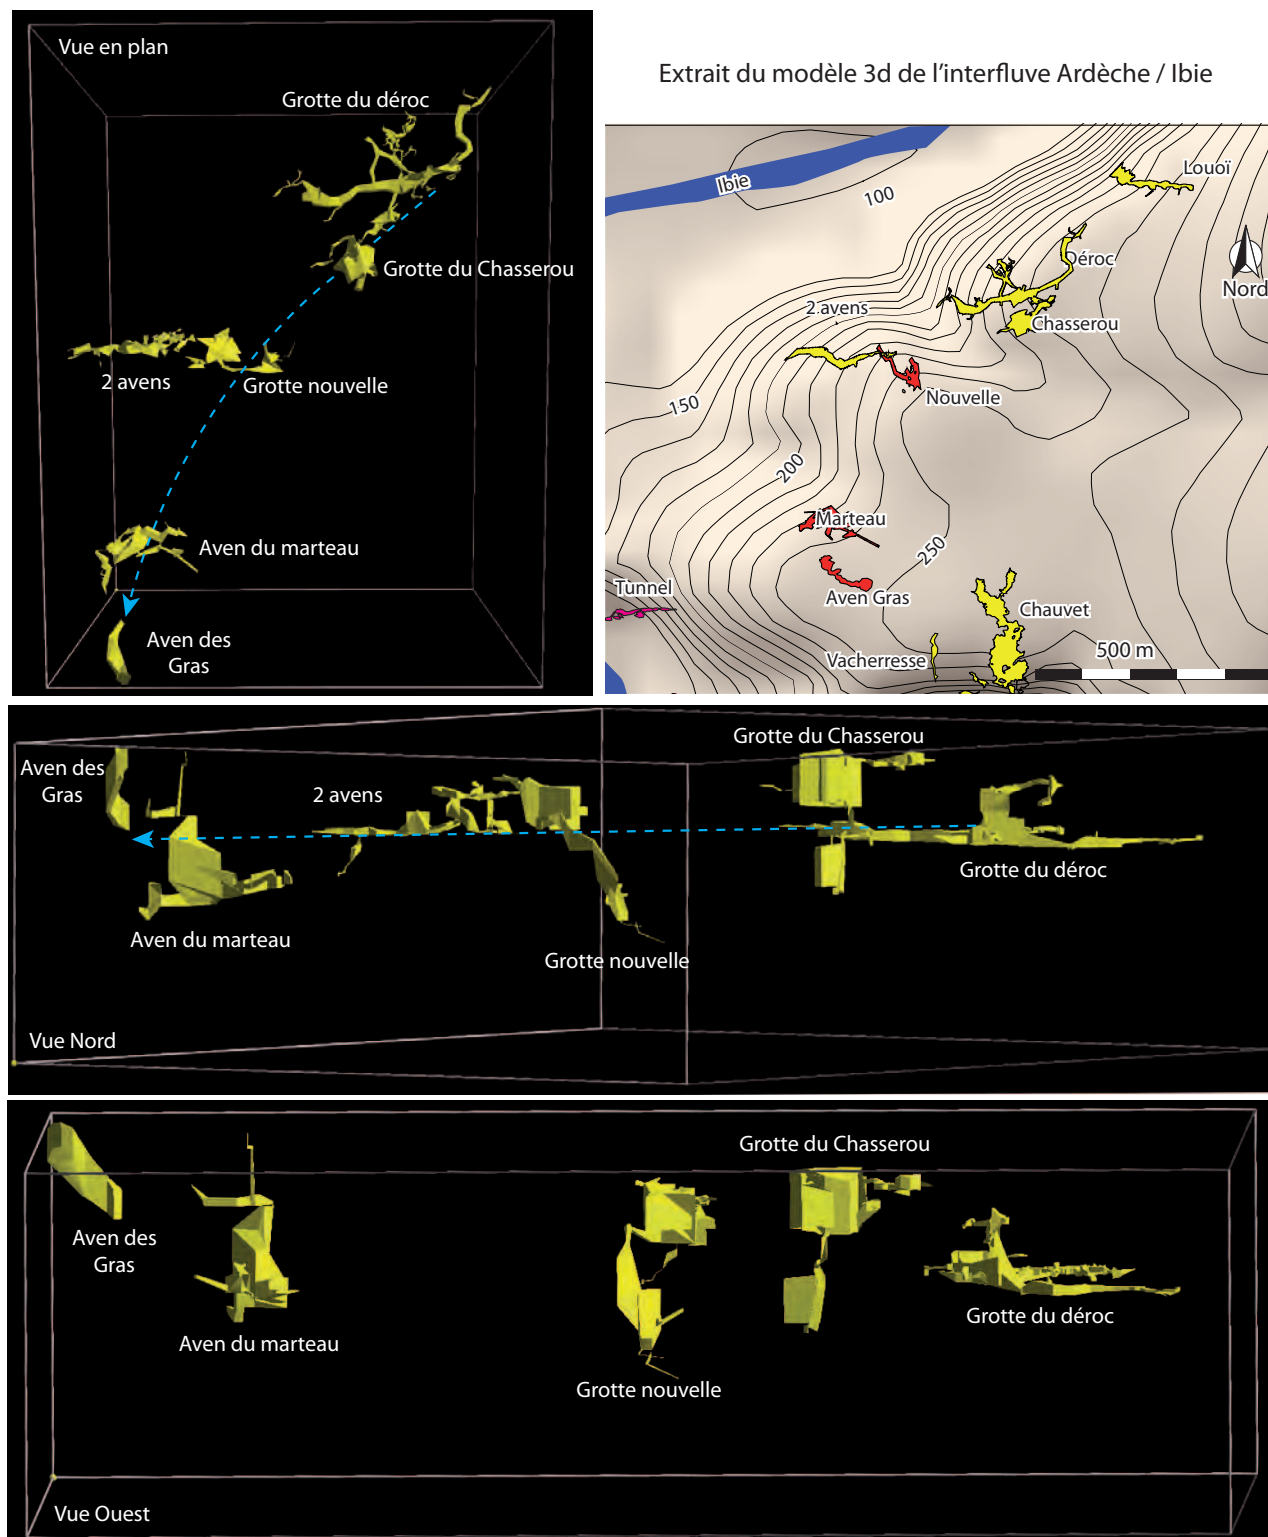 Vue en plan
Grotte du déroc
Grotte du Chasserou
2 avens
Grotte nouvelle
Aven du marteau
Aven des
Gras
Extrait du modèle 3d de l'interfluve Ardèche / Ibie
Ibie
100
Louoï
Déroc
Nord
2 avens
Chasserou
150
Nouvelle
200
Marteau
250
Aven Gras
Tunnel
Chauvet
Vacherresse
500 m
Grotte du Chasserou
Aven des
Gras
2 avens
Grotte du déroc
Aven du marteau
Grotte nouvelle
Vue Nord
Grotte du Chasserou
Aven des
Gras
Grotte du déroc
Aven du marteau
Grotte nouvelle
Vue Ouest